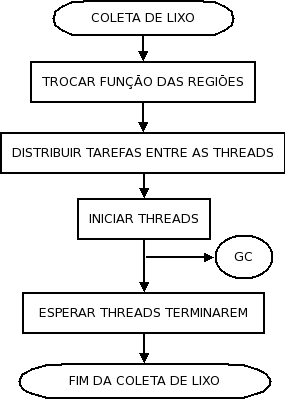 COLETA DE LIXO
TROCAR FUNÇÃO DAS REGIÕES
DISTRIBUIR TAREFAS ENTRE AS THREADS
INICIAR THREADS
GC
ESPERAR THREADS TERMINAREM
FIM DA COLETA DE LIXO